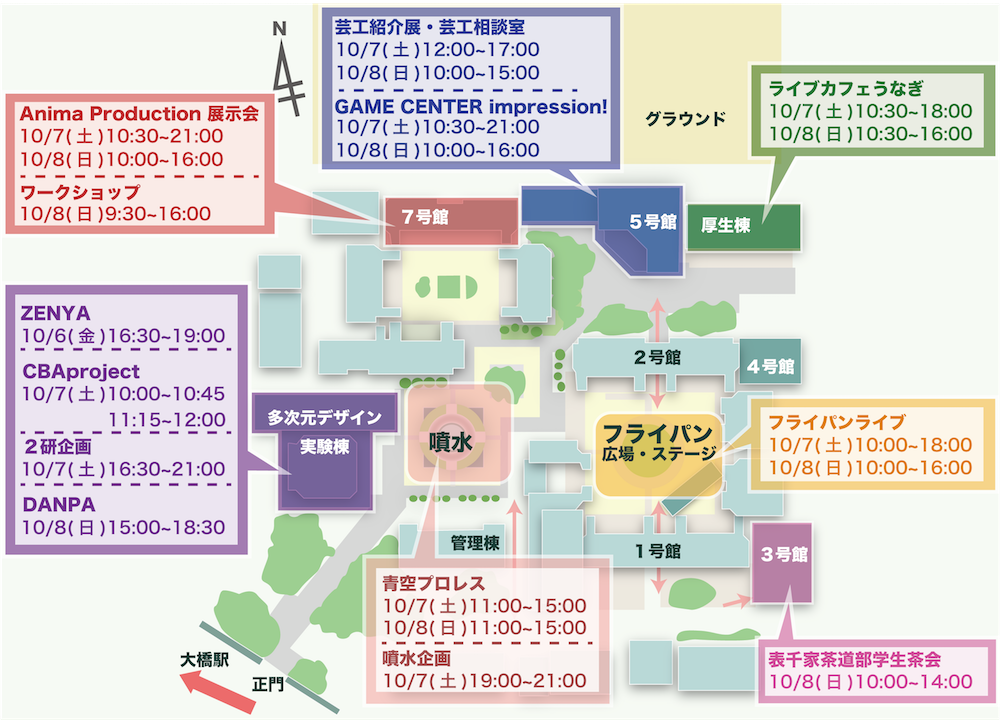 N
芸工紹介展・芸工相談室
10/7(土)12:00~17:00
10/8(日)10:00~15:00
GAME CENTER impression!
10/7(土)10:30~21:00
10/8(日)10:00~16:00
グラウンド
ライブカフェうなぎ
10/7(土)10:30~18:00
10/8(日)10:30~16:00
Anima Production 展示会
10/7(土)10:30~21:00
10/8(日)10:00~16:00
ワークショップ
10/8(日)9:30~16:00
7号館
5号館
厚生棟
ZENYA
10/6(金)16:30~19:00
CBAproject
10/7(土)10:00~10:45
11:15~12:00
2研企画
10/7(土)16:30~21:00
DANPA
10/8(日)15:00~18:30
2号館
4号館
多次元デザイン
実験棟
噴水
フライパン
広場・ステージ
フライパンライブ
10/7(土)10:00~18:00
10/8(日)10:00~16:00
管理棟
1号館
3号館
青空プロレス
10/7(土)11:00~15:00
10/8(日)11:00~15:00
噴水企画
10/7(土)19:00~21:00
表千家茶道部学生茶会
10/8(日)10:00~14:00
大橋駅
正門